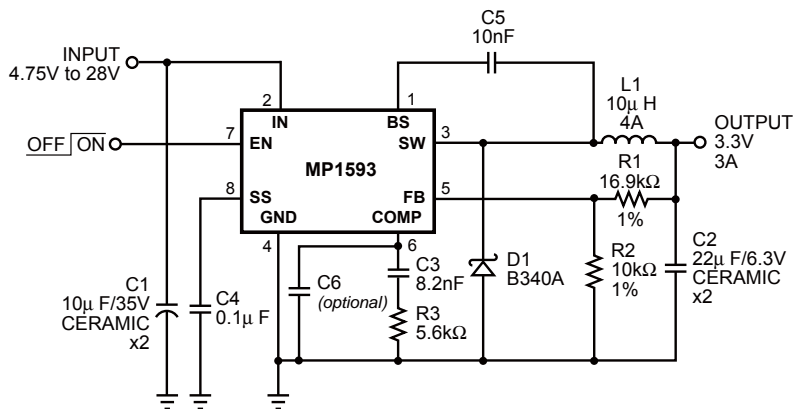 C5
10nF
INPUT
4.75V to 28V
L1
10μ H
4A
2
1
IN
BS
OUTPUT
3.3V
3A
OFF ON
7
EN
SW
3
MP1593
R1
16.9kΩ
1%
8
SS
FB
5
GND
COMP
4
6
C1
10μ F/35V
CERAMIC
x2
C4
0.1μ F
C6
(optional)
C3
8.2nF
R3
5.6kΩ
D1
B340A
R2
10kΩ
1%
C2
22μ F/6.3V
CERAMIC
x2